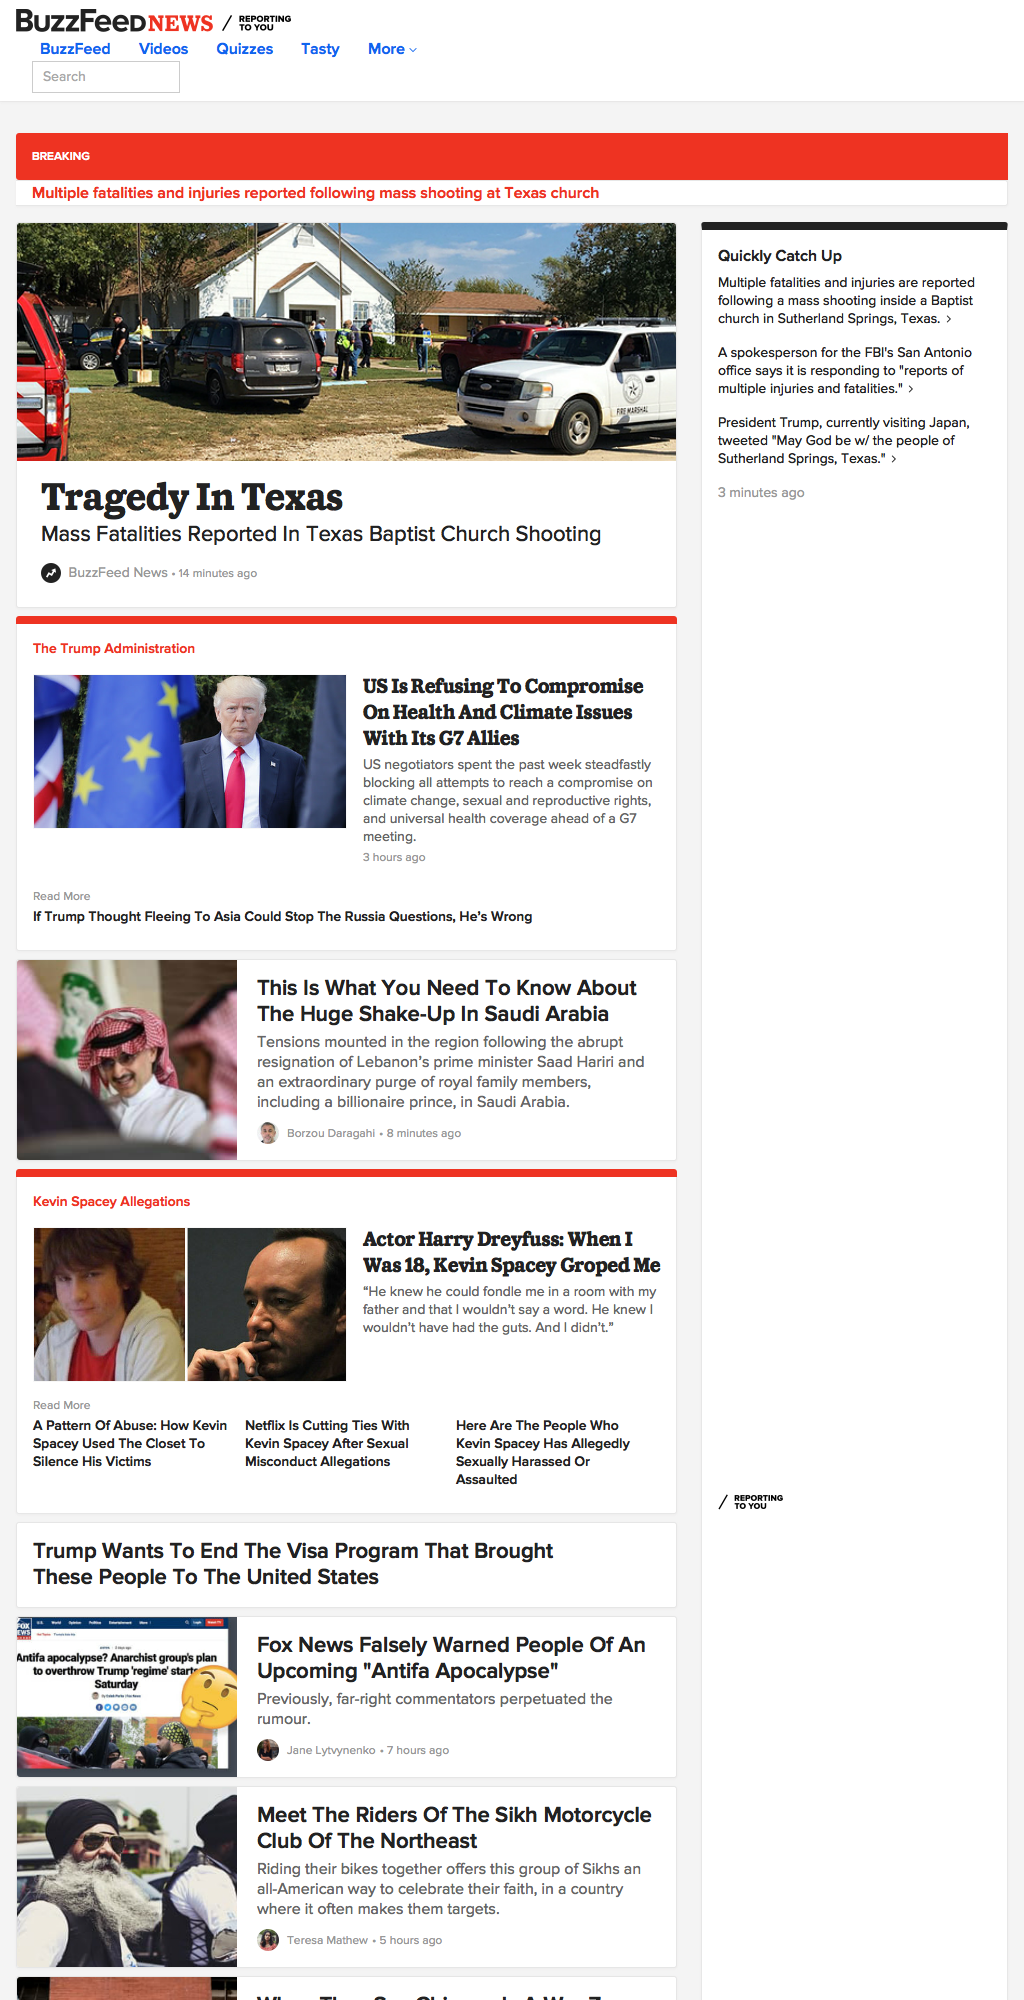 BuzzFeed NEWS / REPORTING
TO YOU
BuzzFeed Videos Quizzes Tasty More
Search
BREAKING
Multiple fatalities and injuries reported following mass shooting at Texas church
FIRE MARSHAL
Tragedy In Texas
Mass Fatalities Reported In Texas Baptist Church Shooting
BuzzFeed News • 14 minutes ago
Quickly Catch Up
Multiple fatalities and injuries are reported
following a mass shooting inside a Baptist
church in Sutherland Springs, Texas. >
A spokesperson for the FBI's San Antonio
office says it is responding to "reports of
multiple injuries and fatalities." >
President Trump, currently visiting Japan,
tweeted "May God be w/ the people of
Sutherland Springs, Texas." >
3 minutes ago
The Trump Administration
US Is Refusing To Compromise
On Health And Climate Issues
With Its G7 Allies
US negotiators spent the past week steadfastly
blocking all attempts to reach a compromise on
climate change, sexual and reproductive rights,
and universal health coverage ahead of a G7
meeting.
3 hours ago
Read More
If Trump Thought Fleeing To Asia Could Stop The Russia Questions, He's Wrong
This Is What You Need To Know About
The Huge Shake-Up In Saudi Arabia
Tensions mounted in the region following the abrupt
resignation of Lebanon's prime minister Saad Hariri and
an extraordinary purge of royal family members,
including a billionaire prince, in Saudi Arabia.
Borzou Daragahi • 8 minutes ago
Kevin Spacey Allegations
Actor Harry Dreyfuss: When I
Was 18, Kevin Spacey Groped Me
“He knew he could fondle me in a room with my
father and that I wouldn’t say a word. He knew I
wouldn’t have had the guts. And I didn’t.”
Read More
A Pattern Of Abuse: How Kevin
Spacey Used The Closet To
Silence His Victims
Netflix Is Cutting Ties With
Kevin Spacey After Sexual
Misconduct Allegations
Here Are The People Who
Kevin Spacey Has Allegedly
Sexually Harassed Or
Assaulted
/ REPORTING
TO YOU
Trump Wants To End The Visa Program That Brought
These People To The United States
Antifa apocalypse? Anarchist group's plan
to overthrow Trump 'regime' starts
Saturday
Fox News Falsely Warned People Of An
Upcoming "Antifa Apocalypse"
Previously, far-right commentators perpetuated the
rumour.
Jane Lytvynenko • 7 hours ago
Meet The Riders Of The Sikh Motorcycle
Club Of The Northeast
Riding their bikes together offers this group of Sikhs an
all-American way to celebrate their faith, in a country
where it often makes them targets.
Teresa Mathew • 5 hours ago